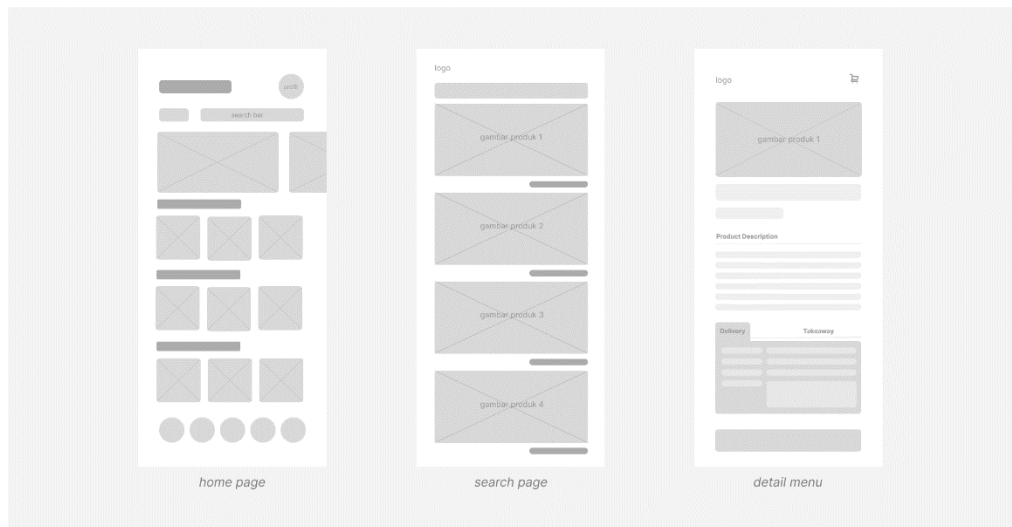 profil
search bar
home page
logo
gambar produk 1
gambar produk 2
gambar produk 3
gambar produk 4
search page
logo
gambar produk 1
Product Description
Delivery Takeaway
detail menu